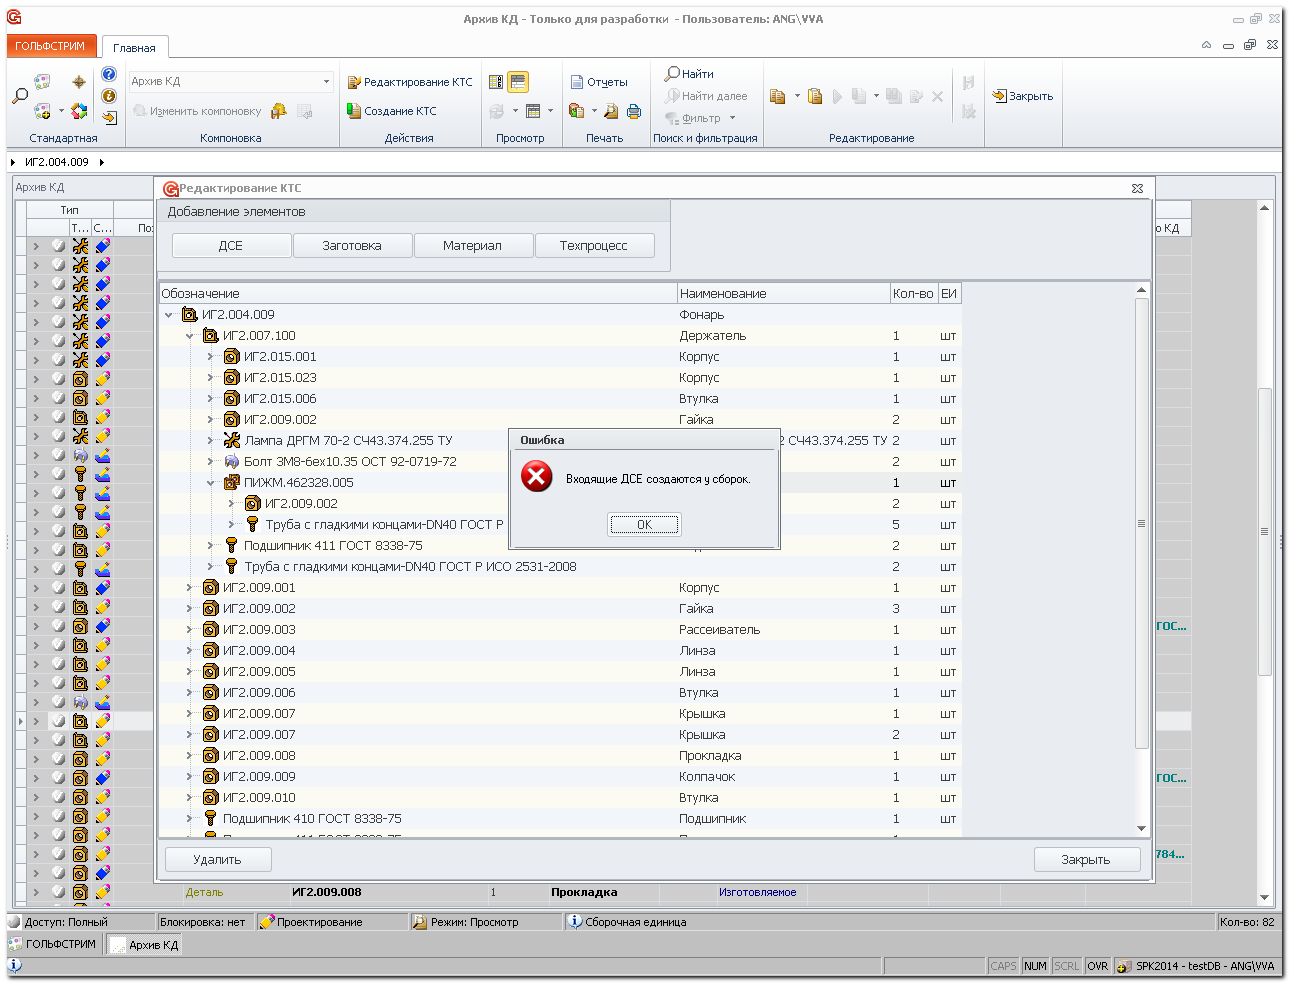 Архив КД - Только для разработки - Пользователь: ANG\VVA
ГОЛЬФСТРИМ
Главная
Архив КД
Изменить компоновку
Редактирование КТС
Создание КТС
Отчеты
Найти
Найти далее
Фильтр
Закрыть
Стандартная
Компоновка
Действия
Просмотр
Печать
Поиск и фильтрация
Редактирование
ИГ2.004.009
Архив КД
Тип
Т... С...
о КД
Редактирование КТС
Добавление элементов
ДСЕ
Заготовка
Материал
Техпроцесс
Обозначение Наименование Кол-во ЕИ
ИГ2.004.009 Фонарь
ИГ2.007.100 Держатель 1 шт
ИГ2.015.001 Корпус 1 шт
ИГ2.015.023 Корпус 1 шт
ИГ2.015.006 Втулка 1 шт
ИГ2.009.002 Гайка 2 шт
Лампа ДРГМ 70-2 СЧ43.374.255 ТУ 2 СЧ43.374.255 ТУ 2 шт
Болт 3М8-6ех10.35 ОСТ 92-0719-72 2 шт
ПИЖМ.462328.005 1 шт
ИГ2.009.002 2 шт
Труба с гладкими концами-DN40 ГОСТ Р 5 шт
Подшипник 411 ГОСТ 8338-75 2 шт
Труба с гладкими концами-DN40 ГОСТ Р ИСО 2531-2008 2 шт
Ошибка
Входящие ДСЕ создаются у сборок.
OK
ИГ2.009.001 Корпус 1 шт
ИГ2.009.002 Гайка 3 шт
ИГ2.009.003 Рассеиватель 1 шт
ИГ2.009.004 Линза 1 шт
ИГ2.009.005 Линза 1 шт
ИГ2.009.006 Втулка 1 шт
ИГ2.009.007 Крышка 1 шт
ИГ2.009.007 Крышка 2 шт
ИГ2.009.008 Прокладка 1 шт
ИГ2.009.009 Колпачок 1 шт
ИГ2.009.010 Втулка 1 шт
Подшипник 410 ГОСТ 8338-75 Подшипник 1 шт
ГОС...
ГОС...
784...
Удалить
Закрыть
Деталь ИГ2.009.008 1 Прокладка Изготовляемое
Доступ: Полный
Блокировка: нет
Проектирование
Режим: Просмотр
Сборочная единица
Кол-во: 82
ГОЛЬФСТРИМ
Архив КД
CAPS NUM SCRL OVR SPK2014 - testDB - ANG\VVA